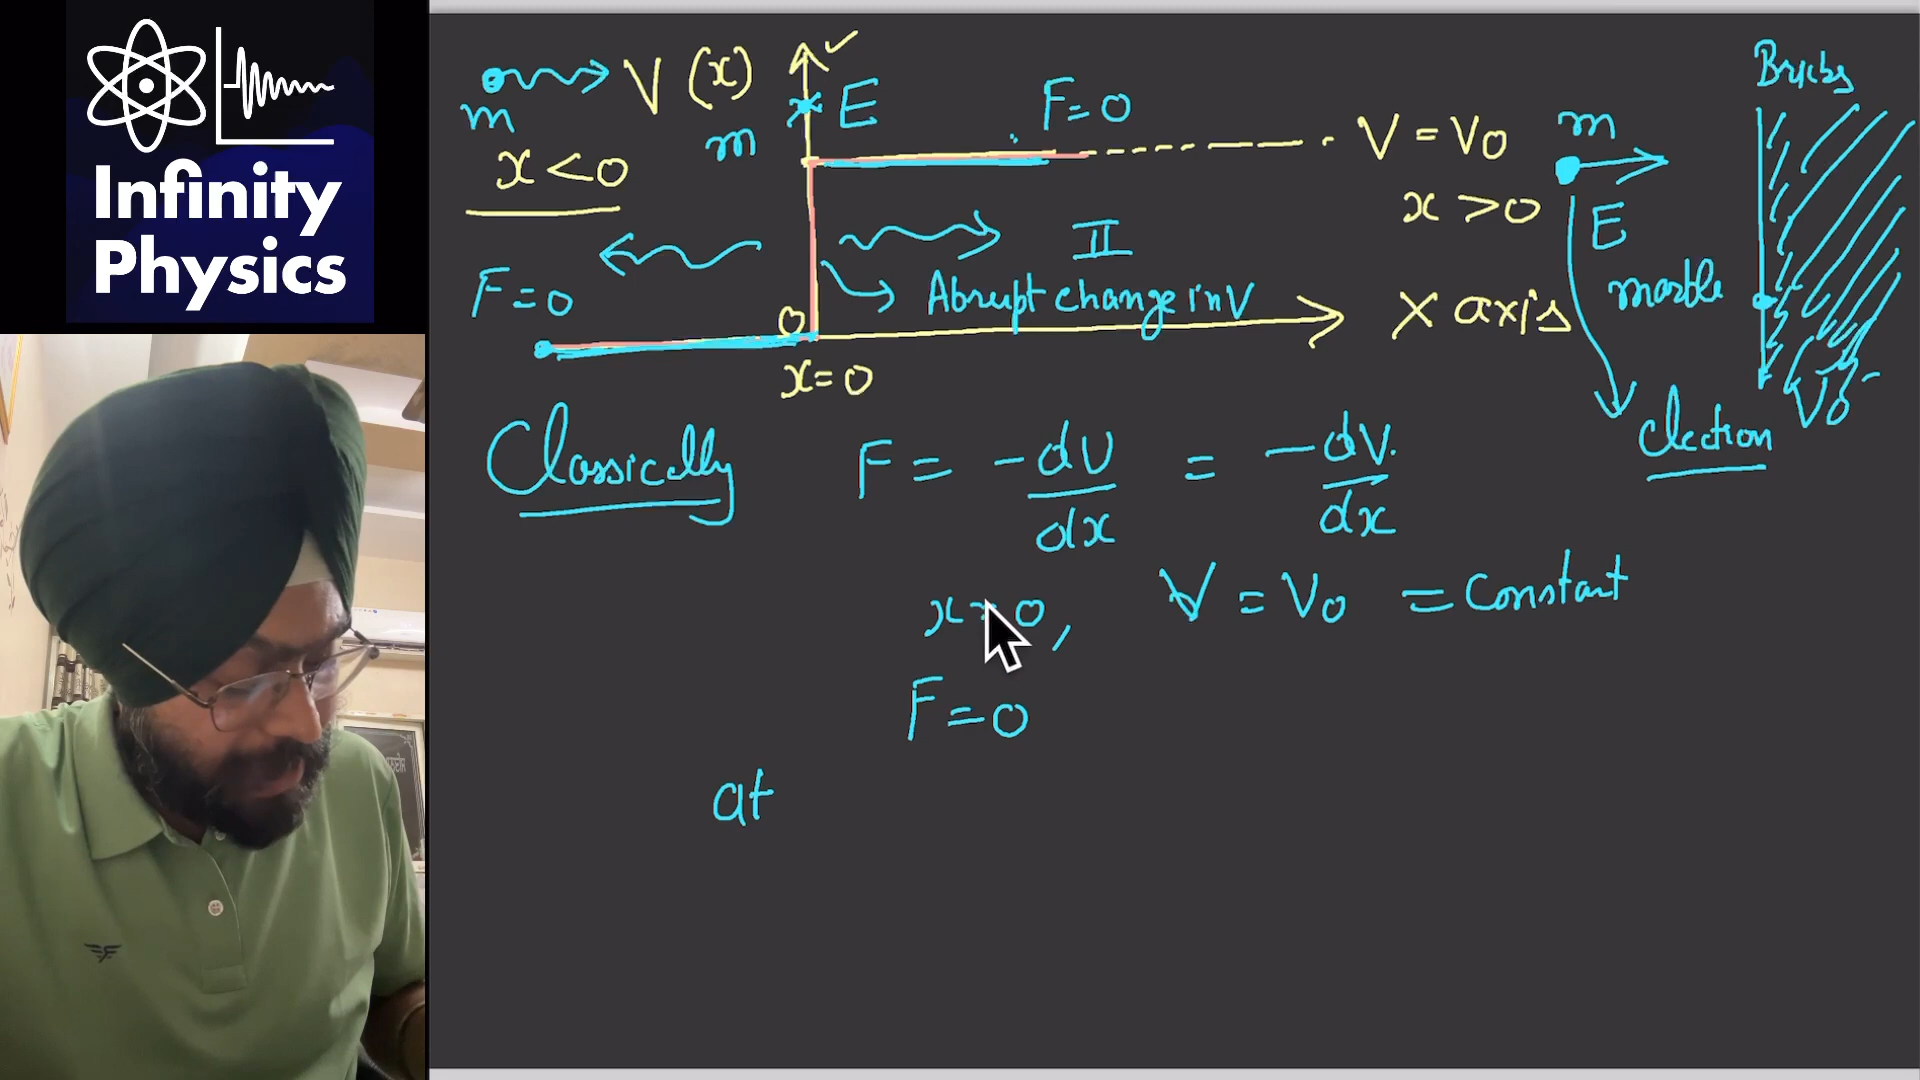 Infinity
Physics
m
V (x)
x < 0
m
E
F = 0
V = V0
x > 0
m
E
marble
Bricks
V0
Electron
F = 0
II
Abrupt change in V
0
x = 0
X axis
Classically
F = -dU/dx = -dV/dx
x > 0,
V = V0 = Constant
F = 0
at